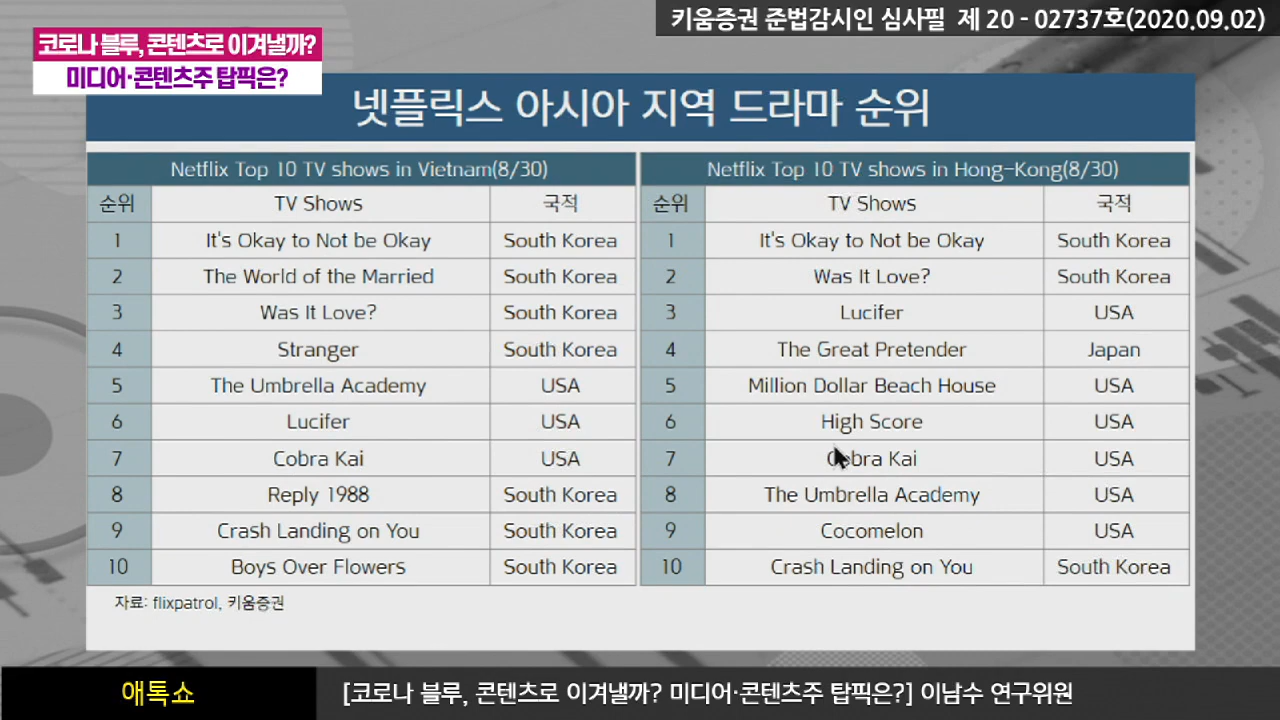 키움증권 준법감시인 심사필 제 20 - 02737호(2020.09.02)
코로나 블루, 콘텐츠로 이겨낼까?
미디어·콘텐츠주 탑픽은?
넷플릭스 아시아 지역 드라마 순위
Netflix Top 10 TV shows in Vietnam(8/30)
순위 TV Shows 국적
1 It's Okay to Not be Okay South Korea
2 The World of the Married South Korea
3 Was It Love? South Korea
4 Stranger South Korea
5 The Umbrella Academy USA
6 Lucifer USA
7 Cobra Kai USA
8 Reply 1988 South Korea
9 Crash Landing on You South Korea
10 Boys Over Flowers South Korea
Netflix Top 10 TV shows in Hong-Kong(8/30)
순위 TV Shows 국적
1 It's Okay to Not be Okay South Korea
2 Was It Love? South Korea
3 Lucifer USA
4 The Great Pretender Japan
5 Million Dollar Beach House USA
6 High Score USA
7 Cobra Kai USA
8 The Umbrella Academy USA
9 Cocomelon USA
10 Crash Landing on You South Korea
자료: flixpatrol, 키움증권
애톡쇼
[코로나 블루, 콘텐츠로 이겨낼까? 미디어·콘텐츠주 탑픽은?] 이남수 연구위원